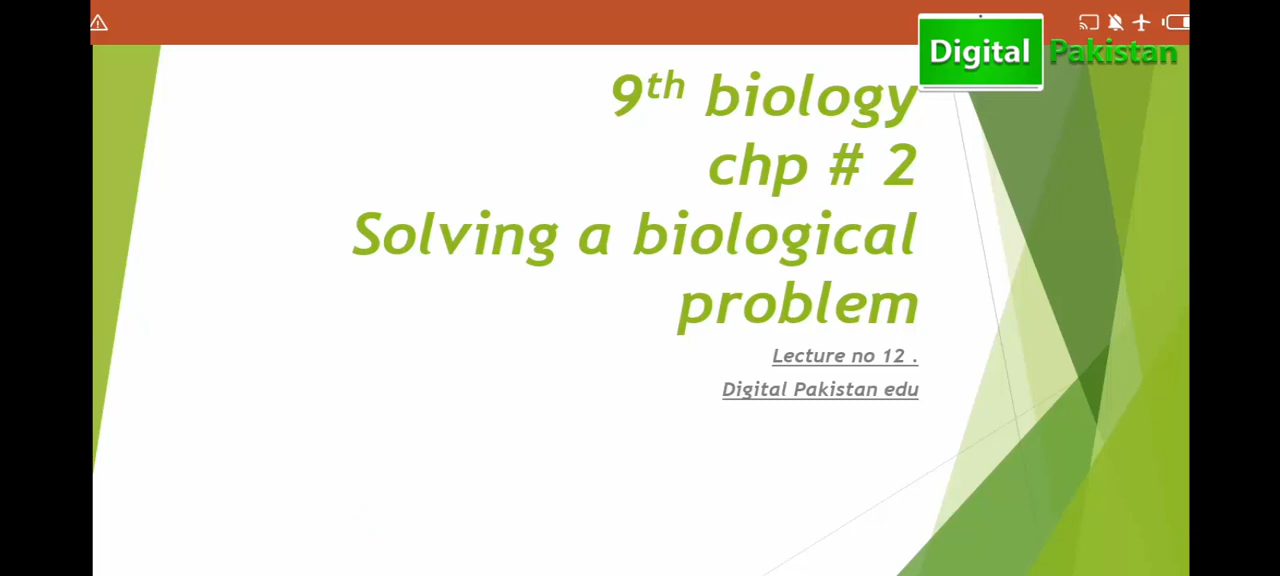 Digital Pakistan
9th biology
chp # 2
Solving a biological
problem
Lecture no 12 .
Digital Pakistan edu